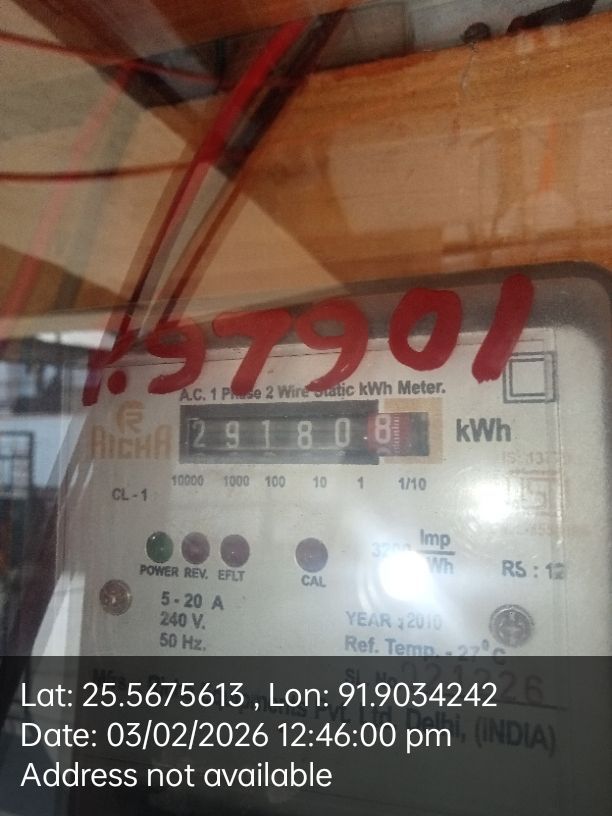 1.97901
A.C. 1 Phase 2 Wire Static kWh Meter.
RICHA
2 9 1 8 0 8
kWh
10000 1000 100 10 1 1/10
CL - 1
Imp
POWER REV. EFLT
CAL
RS : 12
5 - 20 A
240 V.
50 Hz.
YEAR : 2010
Ref. Temp. - 27°C
Delhi, (INDIA)
Lat: 25.5675613 , Lon: 91.9034242
Date: 03/02/2026 12:46:00 pm
Address not available